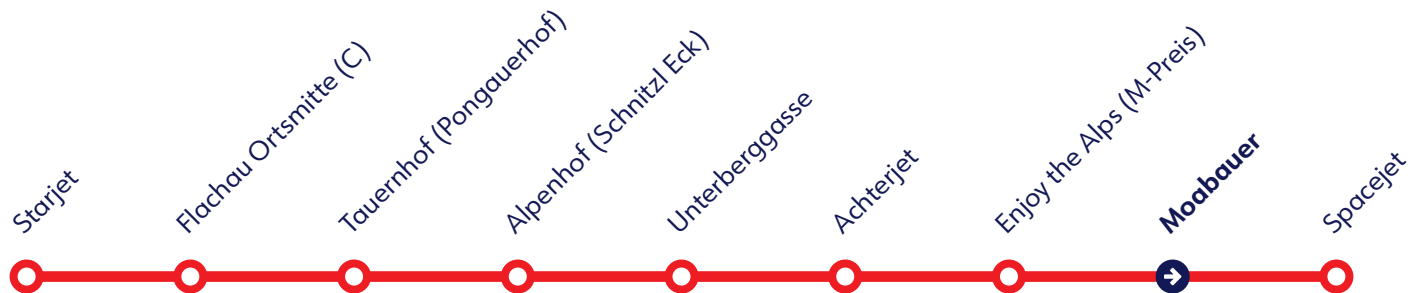 Starjet
Flachau Ortsmitte (C)
Tauernhof (Pongauerhof)
Alpenhof (Schnitzl Eck)
Unterberggasse
Achterjet
Enjoy the Alps (M-Preis)
Moabauer
Spacejet